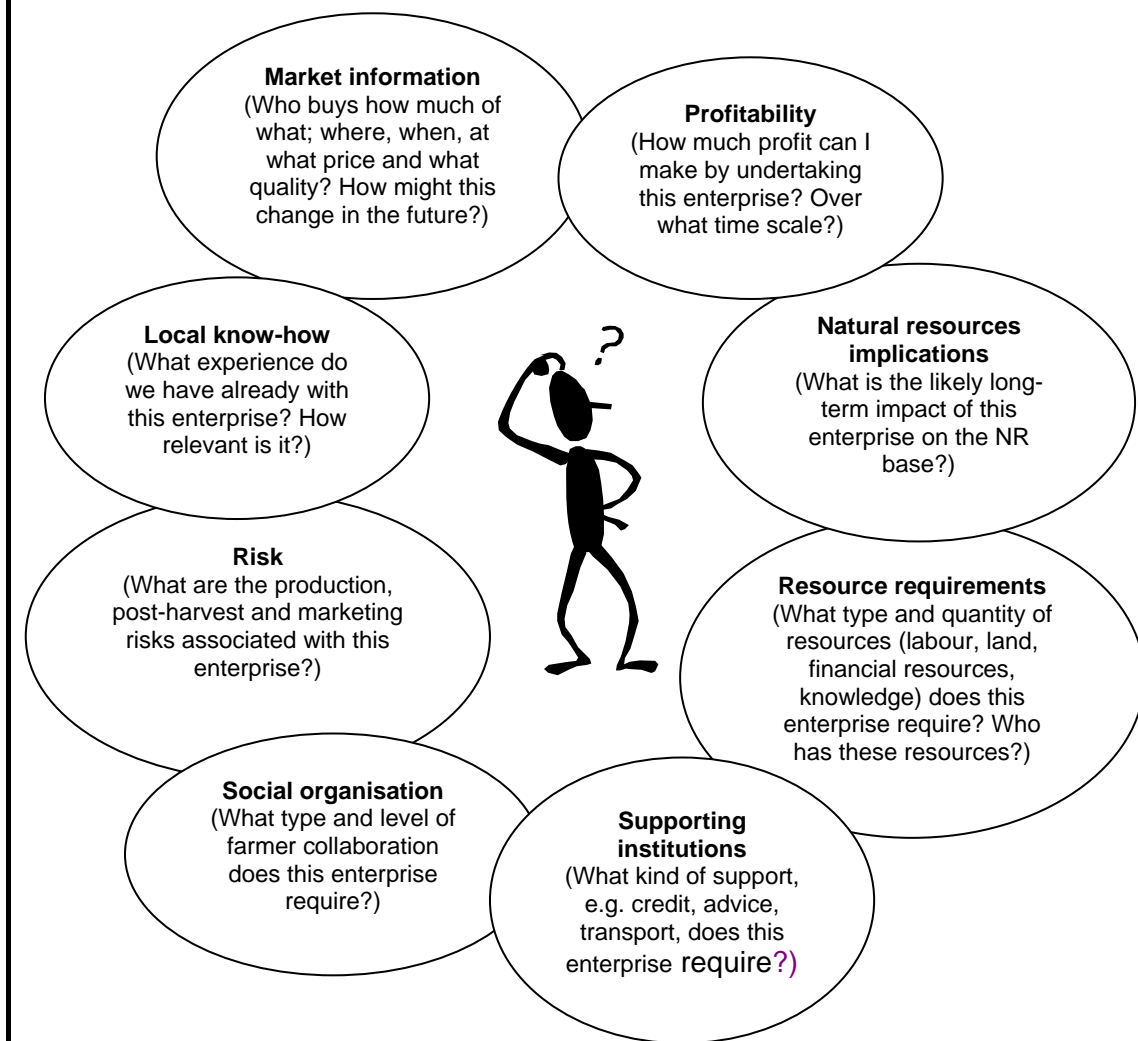 Market information
(Who buys how much of
what; where, when, at
what price and what
quality? How might this
change in the future?)
Profitability
(How much profit can I
make by undertaking
this enterprise? Over
what time scale?)
Local know-how
(What experience do
we have already with
this enterprise? How
relevant is it?)
?
Natural resources
implications
(What is the likely long-
term impact of this
enterprise on the NR
base?)
Risk
(What are the production,
post-harvest and marketing
risks associated with this
enterprise?)
Resource requirements
(What type and quantity of
resources (labour, land,
financial resources,
knowledge) does this
enterprise require? Who
has these resources?)
Social organisation
(What type and level of
farmer collaboration
does this enterprise
require?)
Supporting
institutions
(What kind of support,
e.g. credit, advice,
transport, does this
enterprise require?)